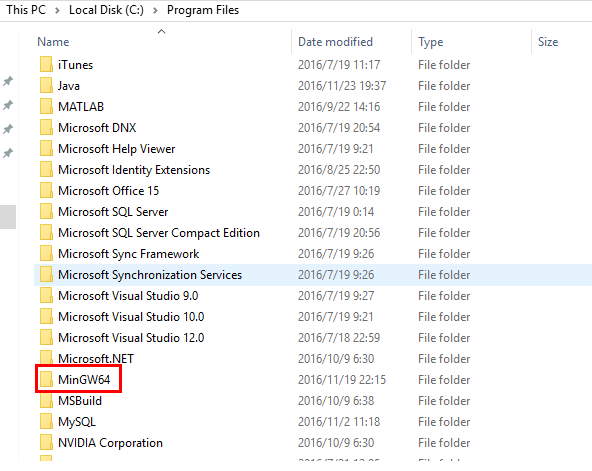 This PC > Local Disk (C:) > Program Files
Name Date modified Type Size
iTunes 2016/7/19 11:17 File folder
Java 2016/11/23 19:37 File folder
MATLAB 2016/9/22 14:16 File folder
Microsoft DNX 2016/7/19 20:54 File folder
Microsoft Help Viewer 2016/7/19 9:21 File folder
Microsoft Identity Extensions 2016/8/25 22:50 File folder
Microsoft Office 15 2016/7/27 10:19 File folder
Microsoft SQL Server 2016/7/19 0:14 File folder
Microsoft SQL Server Compact Edition 2016/7/19 20:56 File folder
Microsoft Sync Framework 2016/7/19 9:26 File folder
Microsoft Synchronization Services 2016/7/19 9:26 File folder
Microsoft Visual Studio 9.0 2016/7/19 9:27 File folder
Microsoft Visual Studio 10.0 2016/7/19 9:21 File folder
Microsoft Visual Studio 12.0 2016/7/18 22:59 File folder
Microsoft.NET 2016/10/9 6:30 File folder
MinGW64 2016/11/19 22:15 File folder
MSBuild 2016/10/9 6:38 File folder
MySQL 2016/11/2 11:18 File folder
NVIDIA Corporation 2016/10/9 6:30 File folder